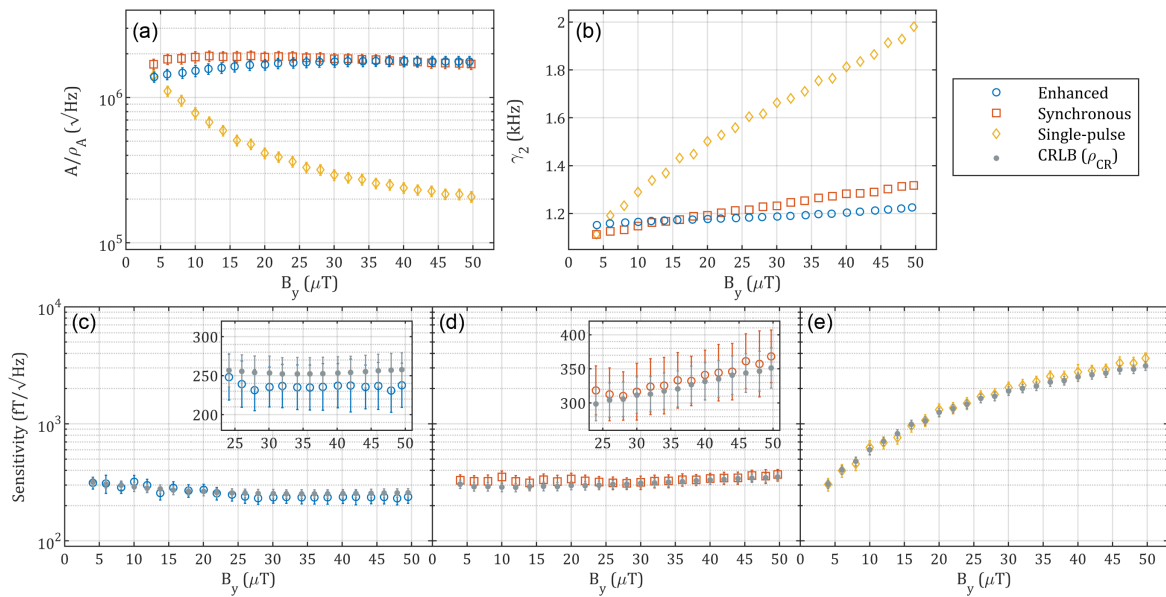 (a)
A/ρ_A (√Hz)
10^6
10^5
0 5 10 15 20 25 30 35 40 45 50
B_y (μT)
(b)
γ_2 (kHz)
2
1.8
1.6
1.4
1.2
0 5 10 15 20 25 30 35 40 45 50
B_y (μT)
Enhanced
Synchronous
Single-pulse
CRLB (ρ_CR)
Sensitivity (fT/√Hz)
10^4
10^3
10^2
(c)
300
250
200
25 30 35 40 45 50
0 5 10 15 20 25 30 35 40 45 50
B_y (μT)
(d)
400
350
300
25 30 35 40 45 50
0 5 10 15 20 25 30 35 40 45 50
B_y (μT)
(e)
0 5 10 15 20 25 30 35 40 45 50
B_y (μT)